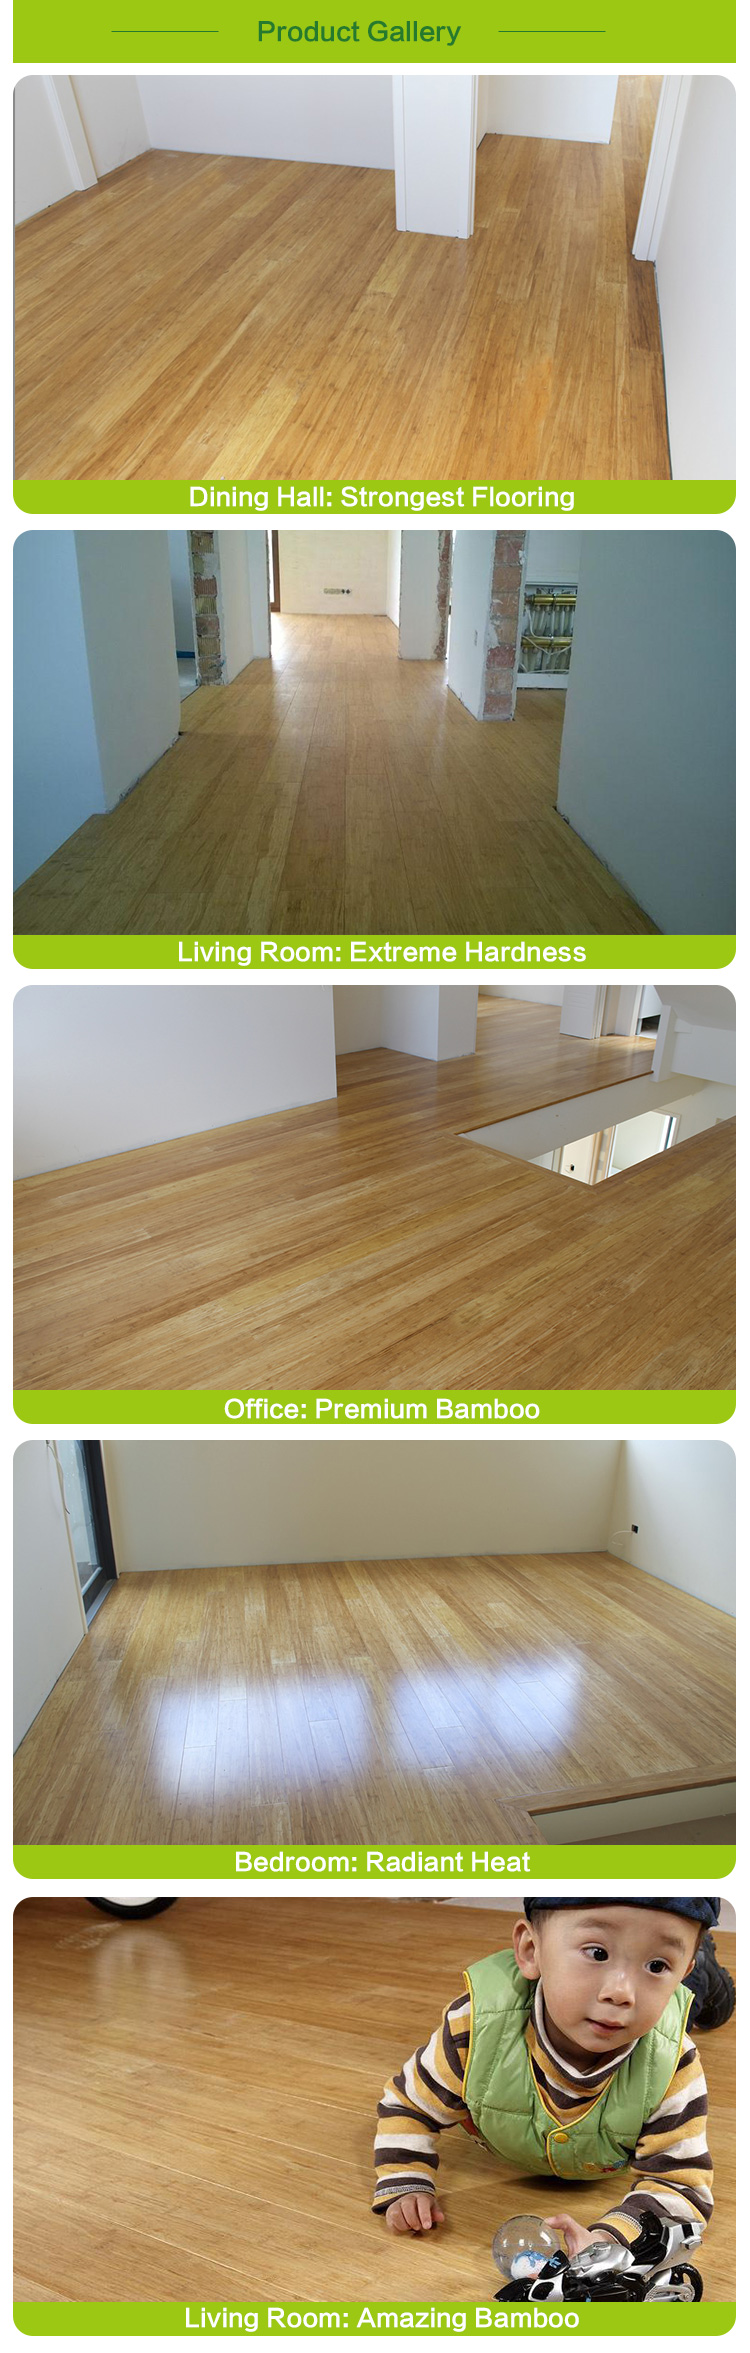 Product Gallery
Dining Hall: Strongest Flooring
Living Room: Extreme Hardness
Office: Premium Bamboo
Bedroom: Radiant Heat
Living Room: Amazing Bamboo